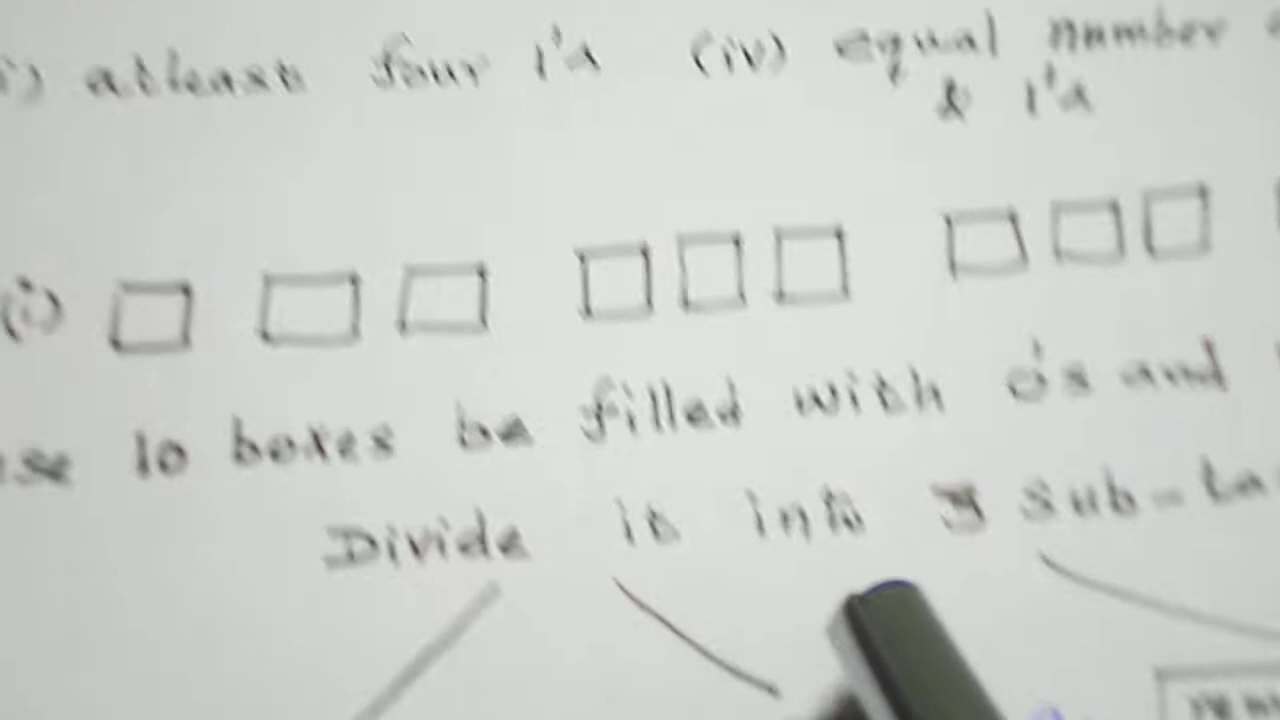 atleast four 1's (iv) equal number
& 1's
(i)
10 boxes be filled with 0's and
Divide it into 3 sub-ta